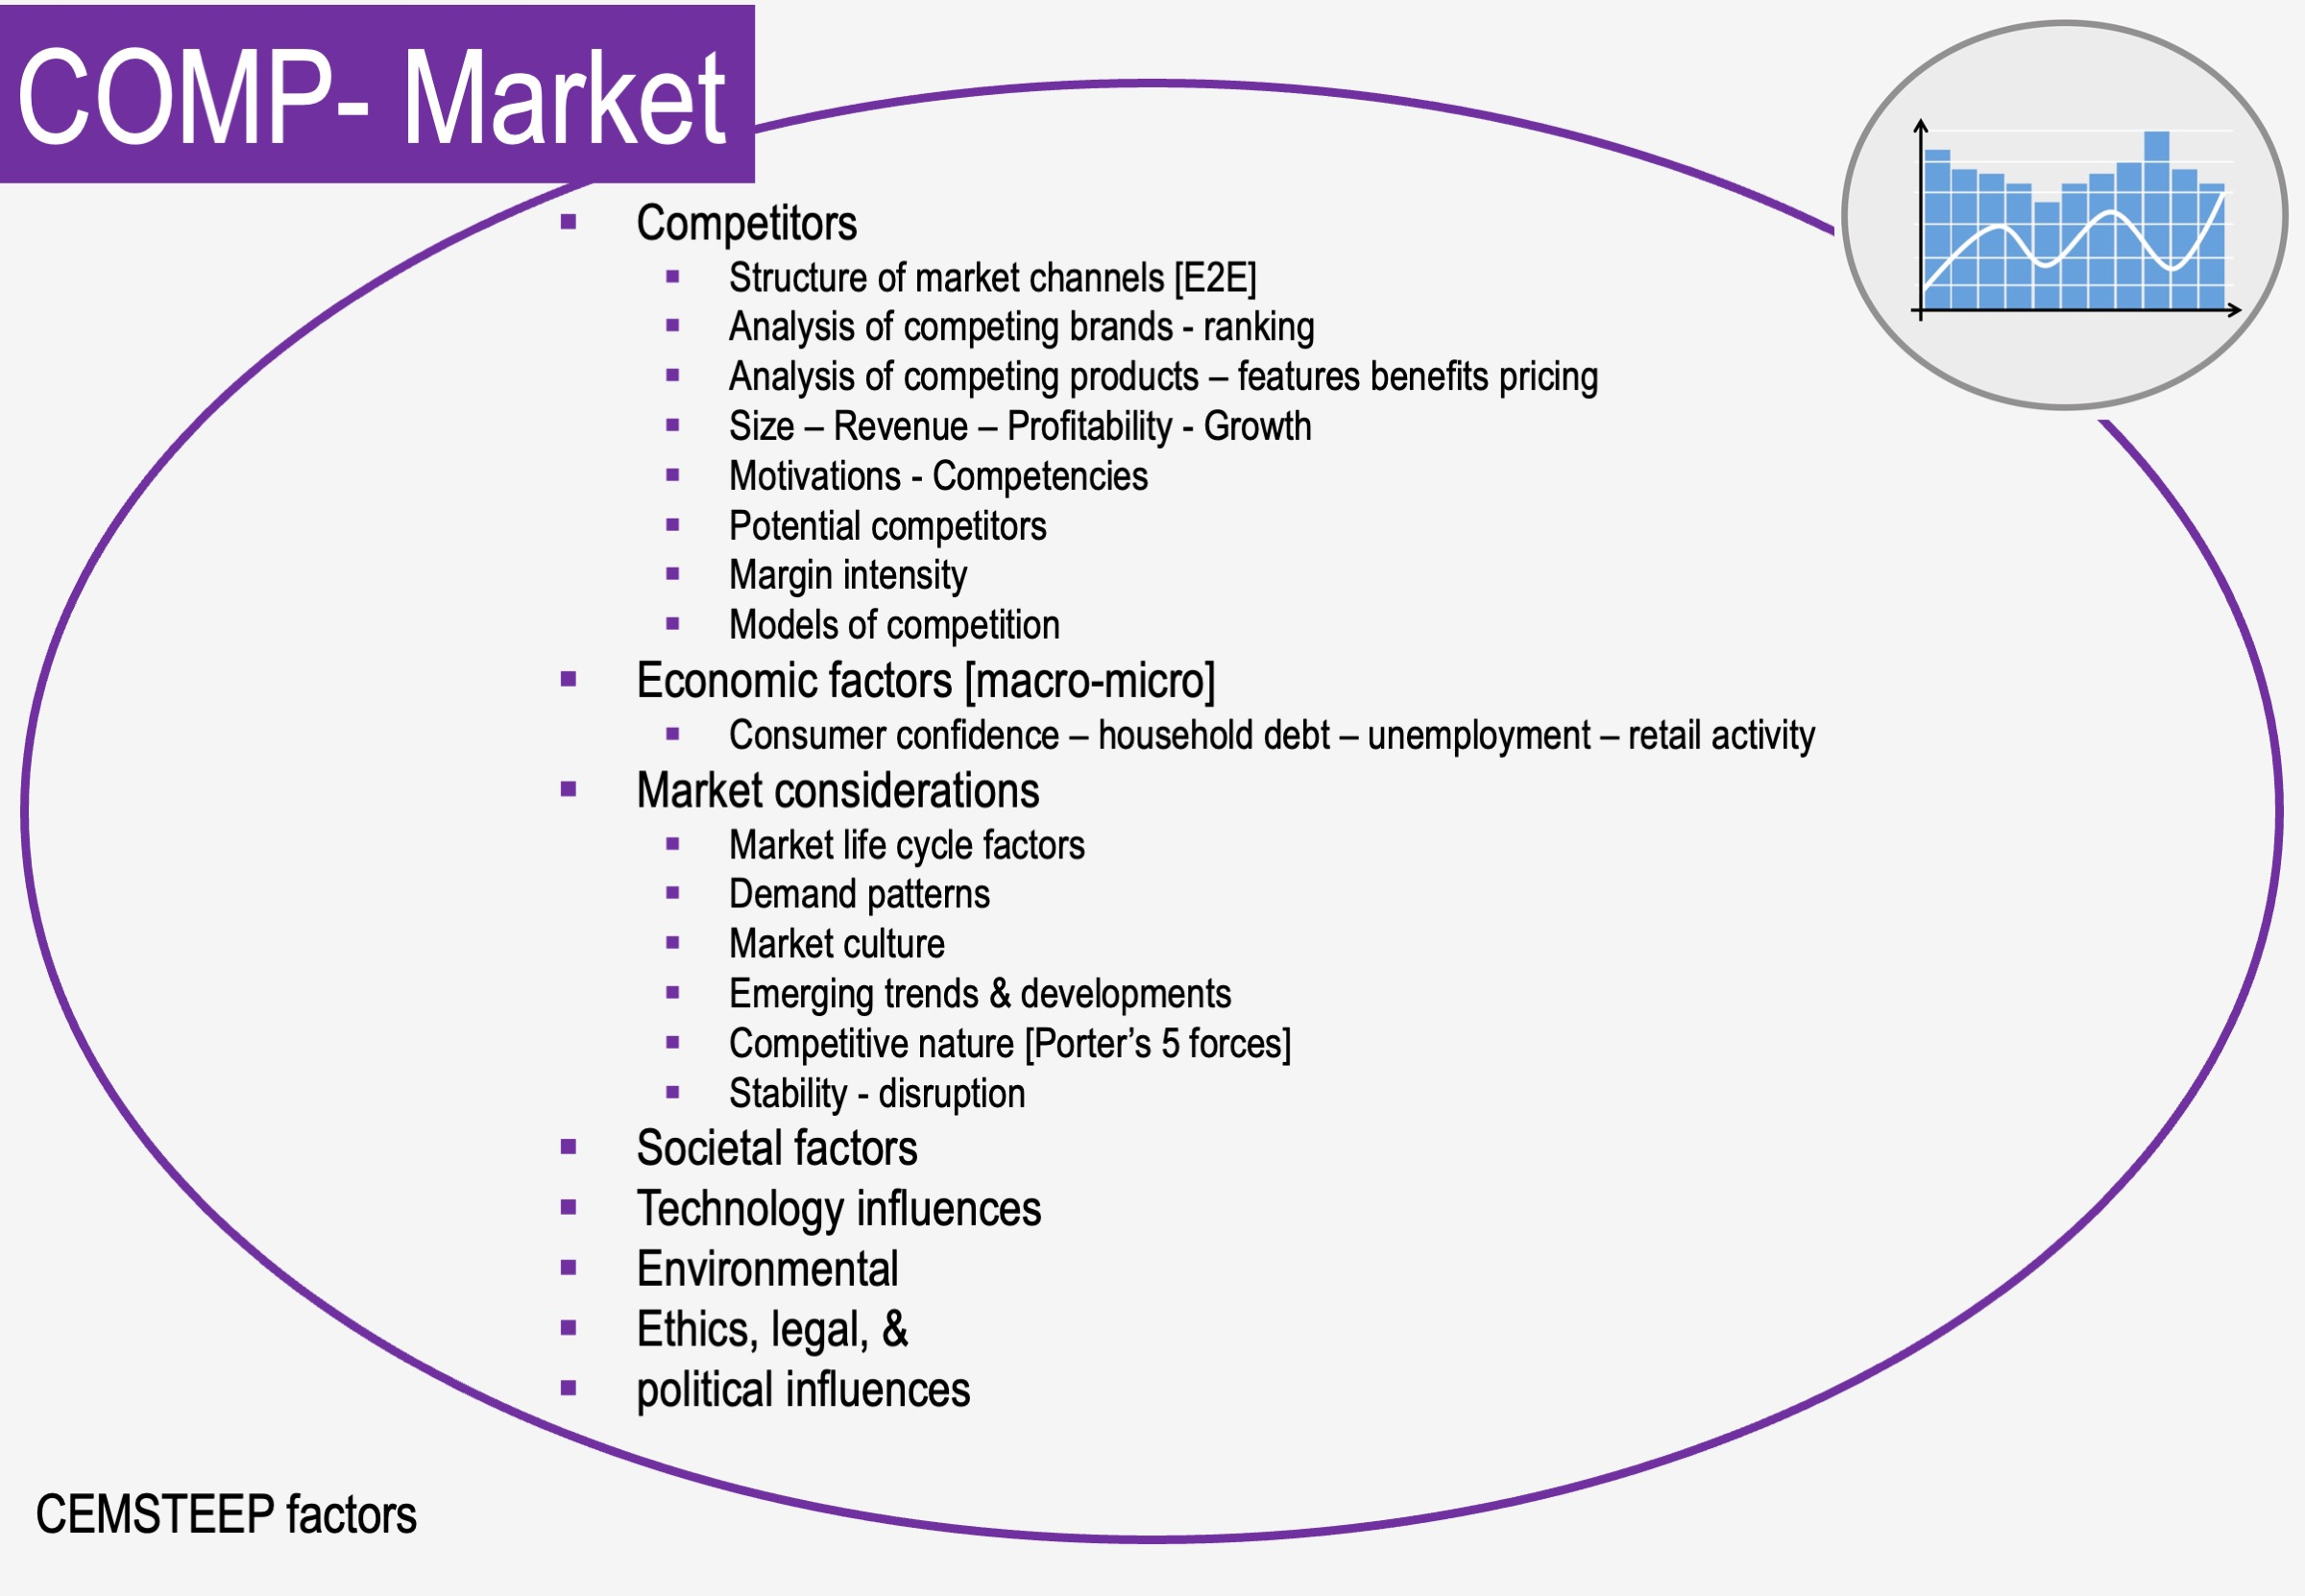 COMP- Market
Competitors
Structure of market channels [E2E]
Analysis of competing brands - ranking
Analysis of competing products – features benefits pricing
Size – Revenue – Profitability - Growth
Motivations - Competencies
Potential competitors
Margin intensity
Models of competition
Economic factors [macro-micro]
Consumer confidence – household debt – unemployment – retail activity
Market considerations
Market life cycle factors
Demand patterns
Market culture
Emerging trends & developments
Competitive nature [Porter’s 5 forces]
Stability - disruption
Societal factors
Technology influences
Environmental
Ethics, legal, &
political influences
CEMSTEEP factors